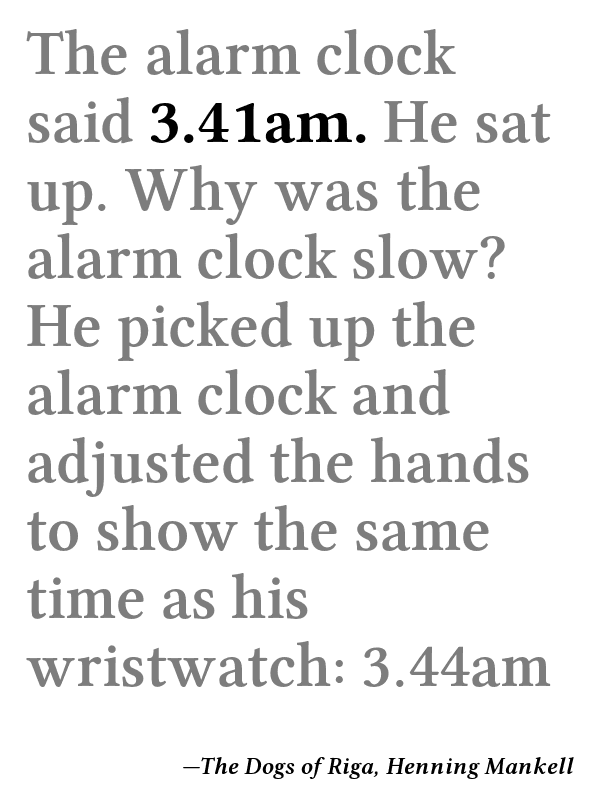 The alarm clock
said 3.41am. He sat
up. Why was the
alarm clock slow?
He picked up the
alarm clock and
adjusted the hands
to show the same
time as his
wristwatch: 3.44am
—The Dogs of Riga, Henning Mankell